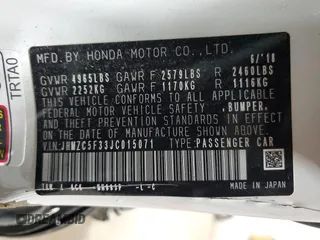 MFD.BY HONDA MOTOR CO.,LTD. 6/'18
GVWR 4965LBS GAWR F 2579LBS R 2460LBS
GVWR 2252KG GAWR F 1170KG R 1116KG
THIS VEHICLE CONFORMS TO ALL APPLICABLE
FEDERAL MOTOR VEHICLE SAFETY, BUMPER,
AND THEFT PREVENTION STANDARDS IN EFFECT
ON THE DATE OF MANUFACTURE SHOWN ABOVE.
VIN: JHMZC5F33JC015071 TYPE:PASSENGER CAR
MADE IN JAPAN
TRTA0